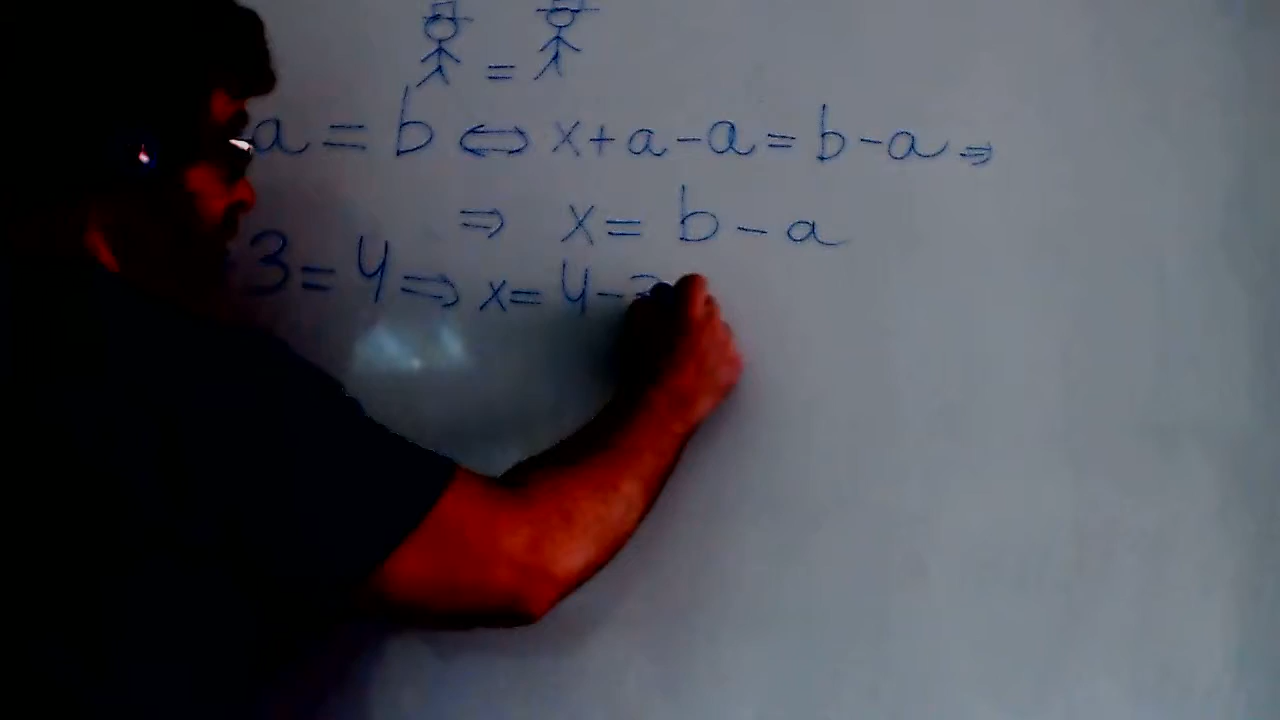 =
a = b ⇔ x+a-a = b-a ⇒
⇒ x = b - a
3 = 4 ⇒ x = 4 -